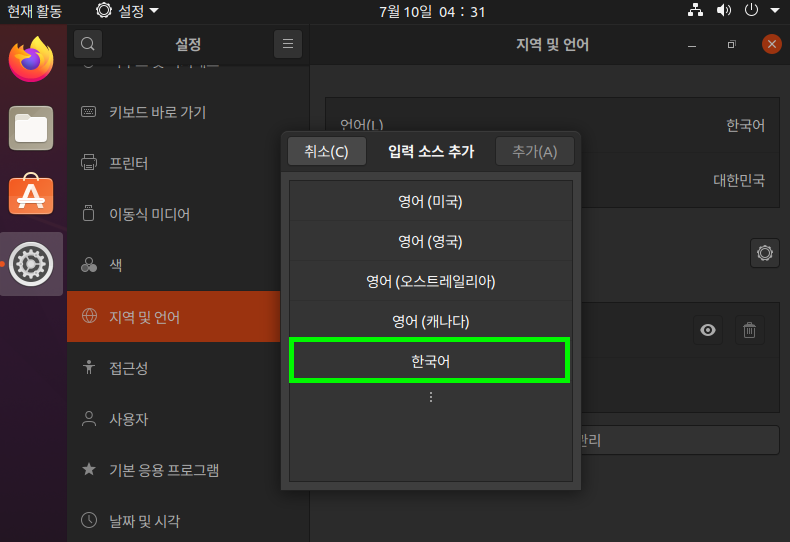 현재 활동
설정
7월 10일 04 : 31
설정
지역 및 언어
키보드 바로 가기
프린터
이동식 미디어
색
지역 및 언어
접근성
사용자
기본 응용 프로그램
날짜 및 시각
언어(L)
한국어
대한민국
관리
취소(C)
입력 소스 추가
추가(A)
영어 (미국)
영어 (영국)
영어 (오스트레일리아)
영어 (캐나다)
한국어